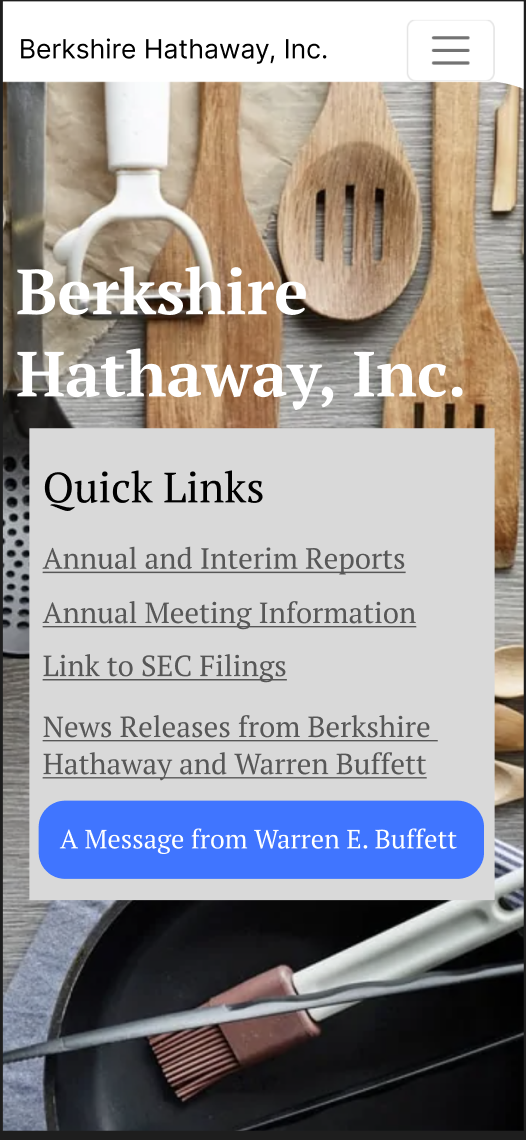 Berkshire Hathaway, Inc.
Berkshire
Hathaway, Inc.
Quick Links
Annual and Interim Reports
Annual Meeting Information
Link to SEC Filings
News Releases from Berkshire
Hathaway and Warren Buffett
A Message from Warren E. Buffett